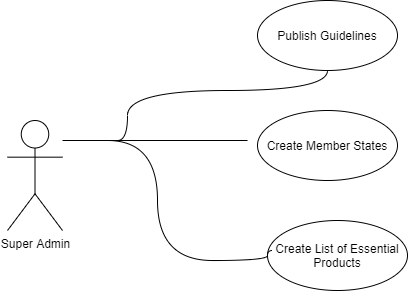 Publish Guidelines
Create Member States
Super Admin
Create List of Essential
Products